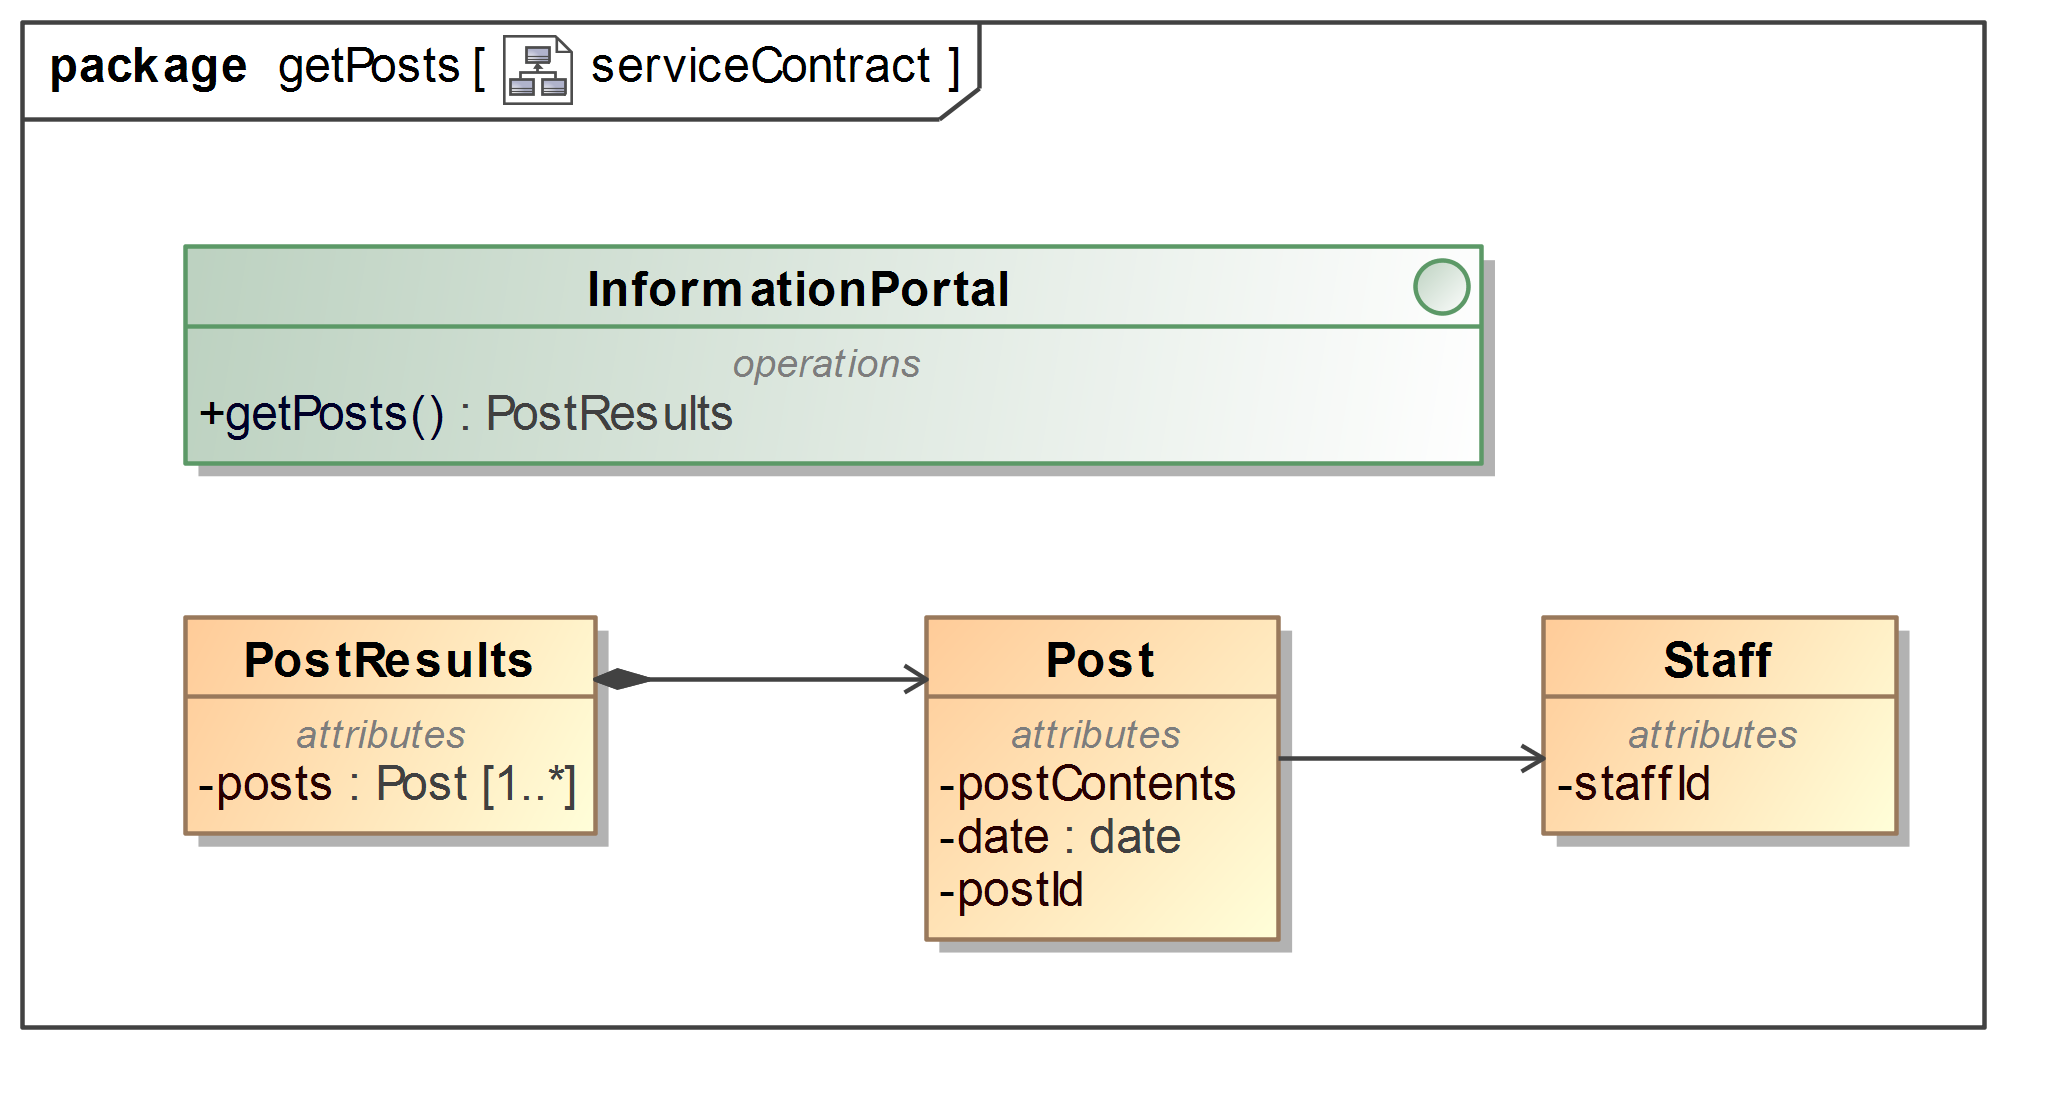 package getPosts [ serviceContract ]
InformationPortal
operations
+getPosts() : PostResults
PostResults
attributes
-posts : Post [1..*]
Post
attributes
-postContents
-date : date
-postId
Staff
attributes
-staffId